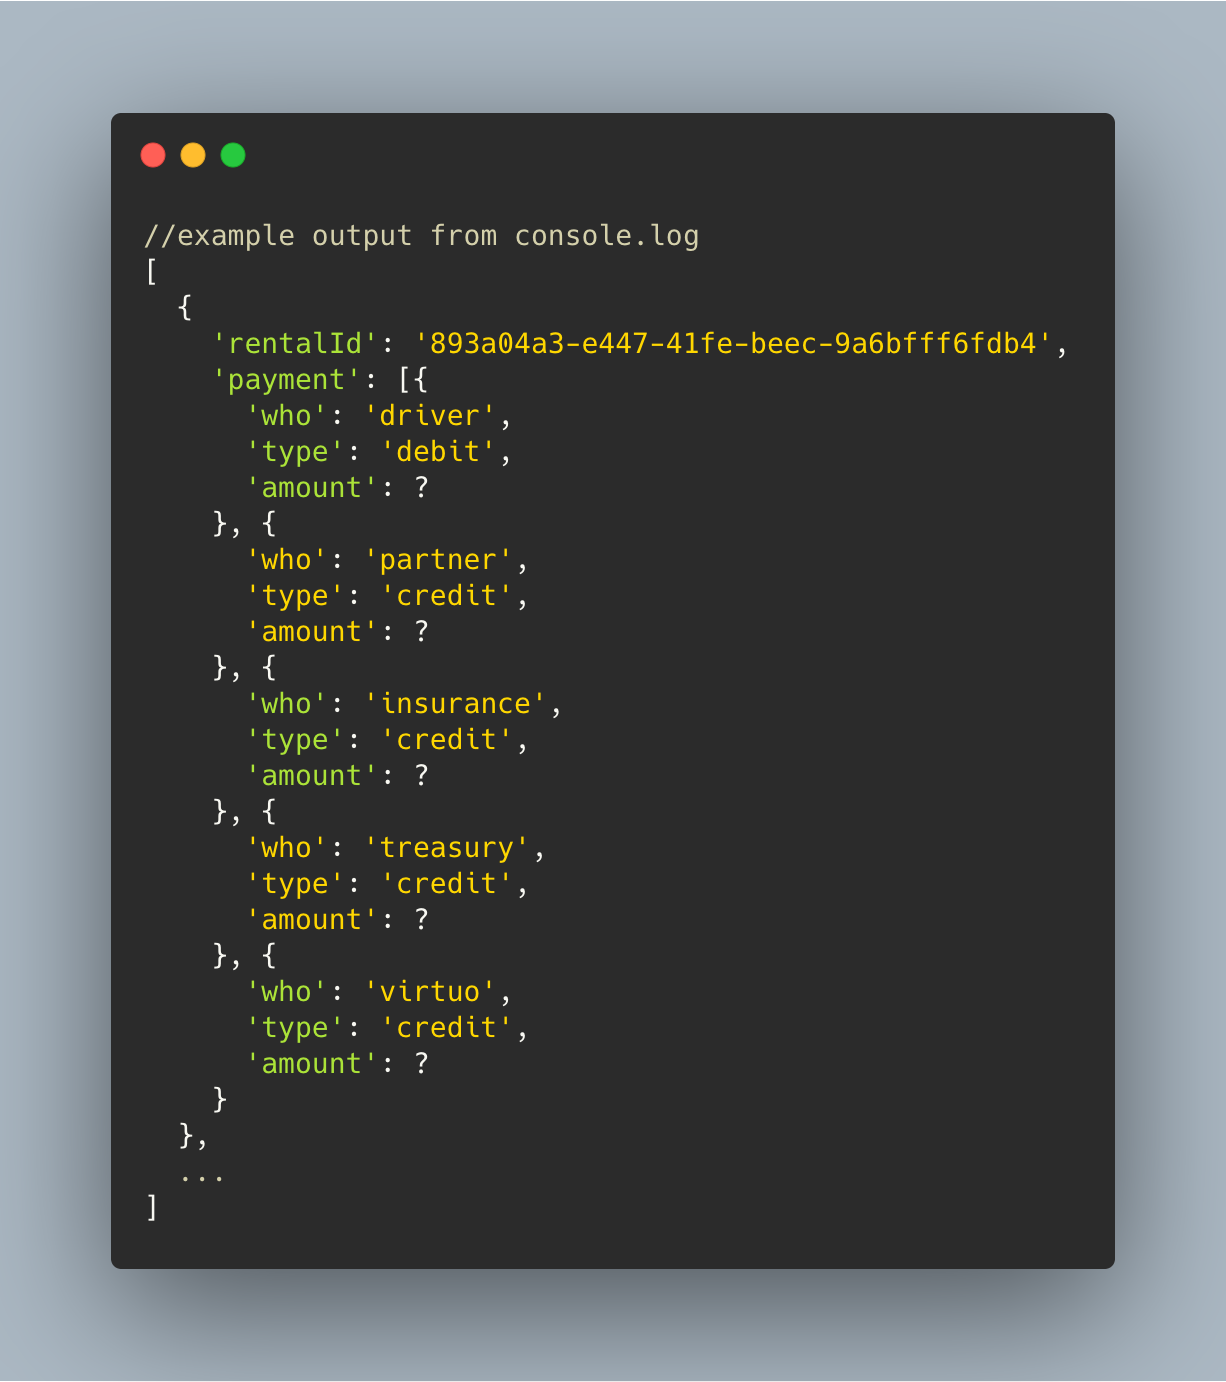 //example output from console.log
[
  {
    'rentalId': '893a04a3-e447-41fe-beec-9a6bfff6fdb4',
    'payment': [{
      'who': 'driver',
      'type': 'debit',
      'amount': ?
    }, {
      'who': 'partner',
      'type': 'credit',
      'amount': ?
    }, {
      'who': 'insurance',
      'type': 'credit',
      'amount': ?
    }, {
      'who': 'treasury',
      'type': 'credit',
      'amount': ?
    }, {
      'who': 'virtuo',
      'type': 'credit',
      'amount': ?
    }
  },
  ...
]